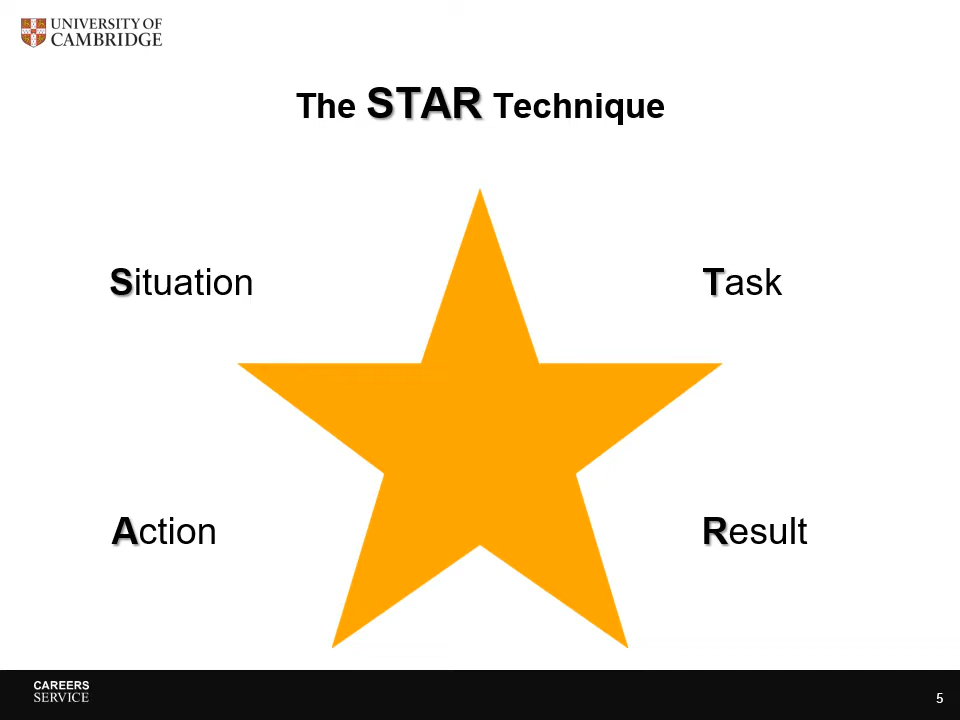 UNIVERSITY OF
CAMBRIDGE
The STAR Technique
Situation
Task
Action
Result
CAREERS
SERVICE
5